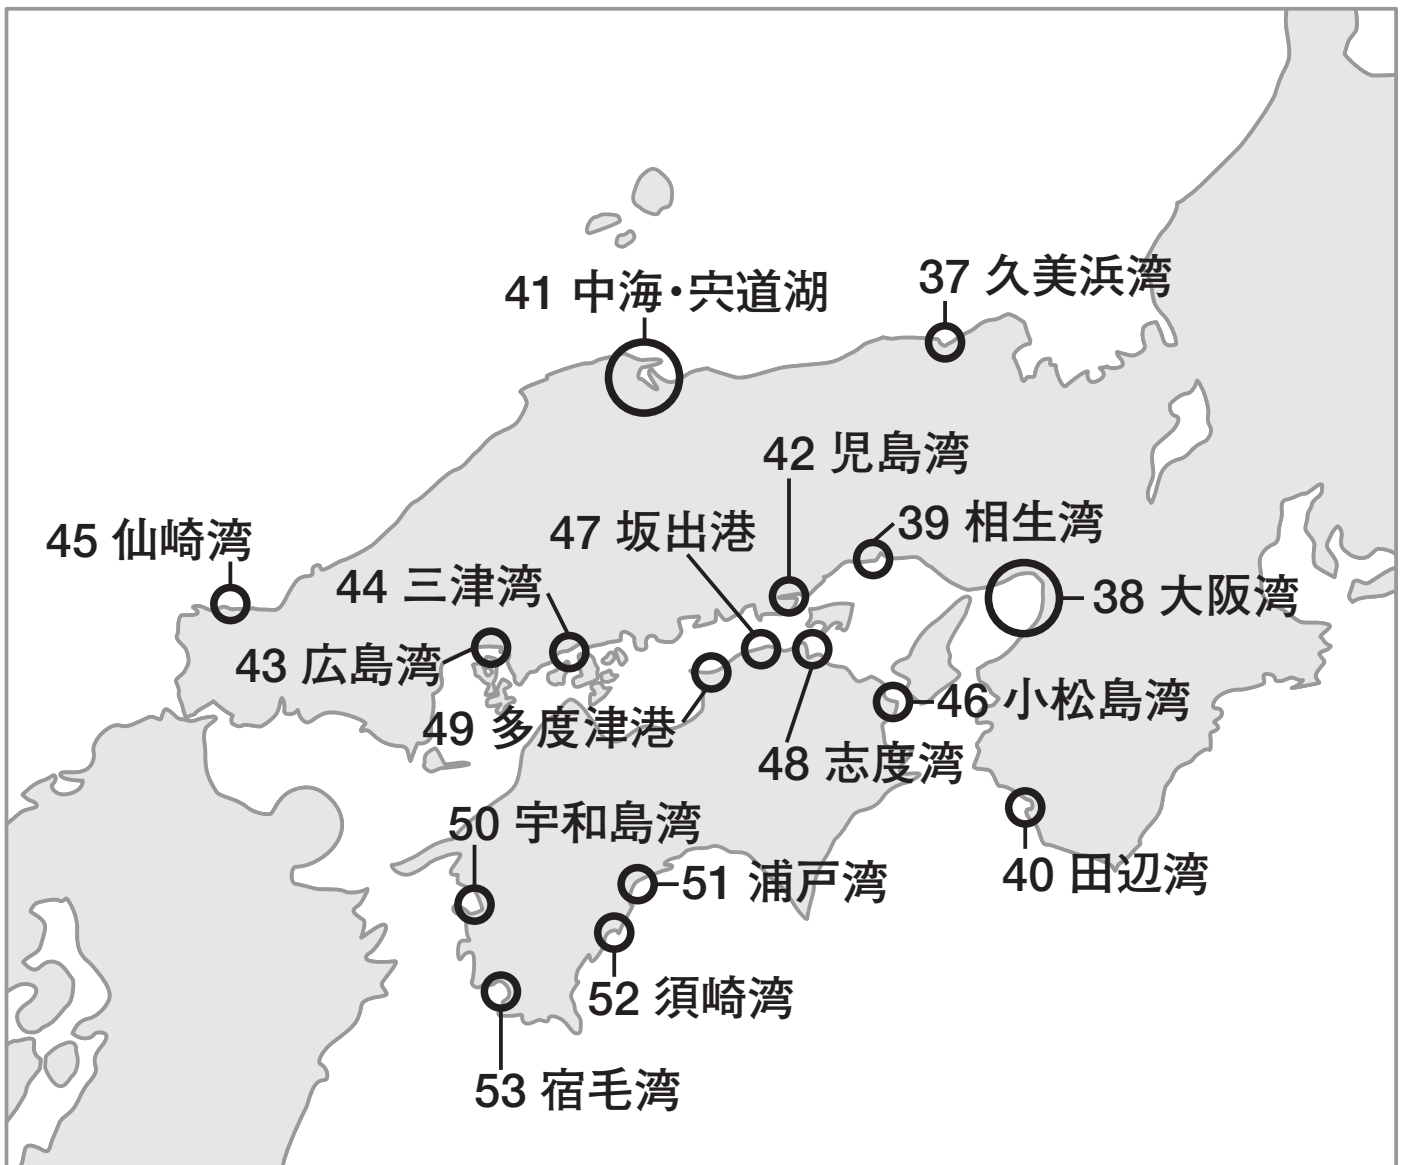 37 久美浜湾
41 中海・宍道湖
42 児島湾
39 相生湾
47 坂出港
45 仙崎湾
44 三津湾
38 大阪湾
43 広島湾
46 小松島湾
49 多度津港
48 志度湾
50 宇和島湾
40 田辺湾
51 浦戸湾
52 須崎湾
53 宿毛湾